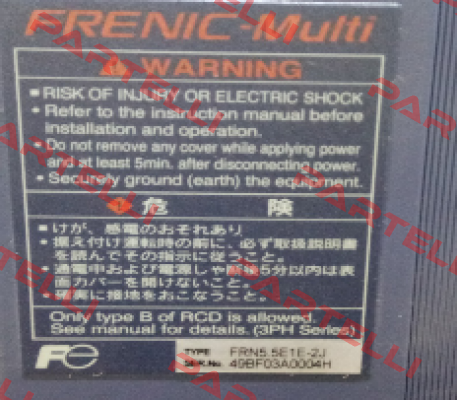 FRENIC-Multi
WARNING
■ RISK OF INJURY OR ELECTRIC SHOCK
• Refer to the instruction manual before
installation and operation.
• Do not remove any cover while applying power
and at least 5min. after disconnecting power.
• Securely ground (earth) the equipment.
危 険
■ けが、感電のおそれあり
• 据え付け運転時の前に、必ず取扱説明書
を読んでその指示に従うこと。
• 通電中および電源しゃ断後5分以内は表
面カバーを開けないこと。
• 確実に接地をおこなうこと。
Only type B of RCD is allowed.
See manual for details. (3PH Series)
Fe
TYPE FRN5.5E1E-2J
SER.No. 49BF03A0004H
PARTELLI